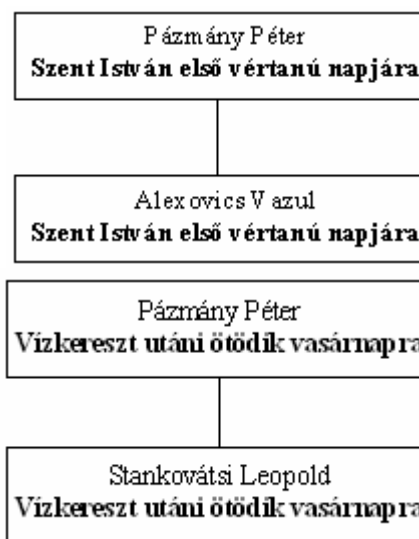 Pázmány Péter
Szent István első vértanú napjára
Alexovics Vazul
Szent István első vértanú napjára
Pázmány Péter
Vízkereszt utáni ötödik vasárnapra
Stankovátsi Leopold
Vízkereszt utáni ötödik vasárnapra